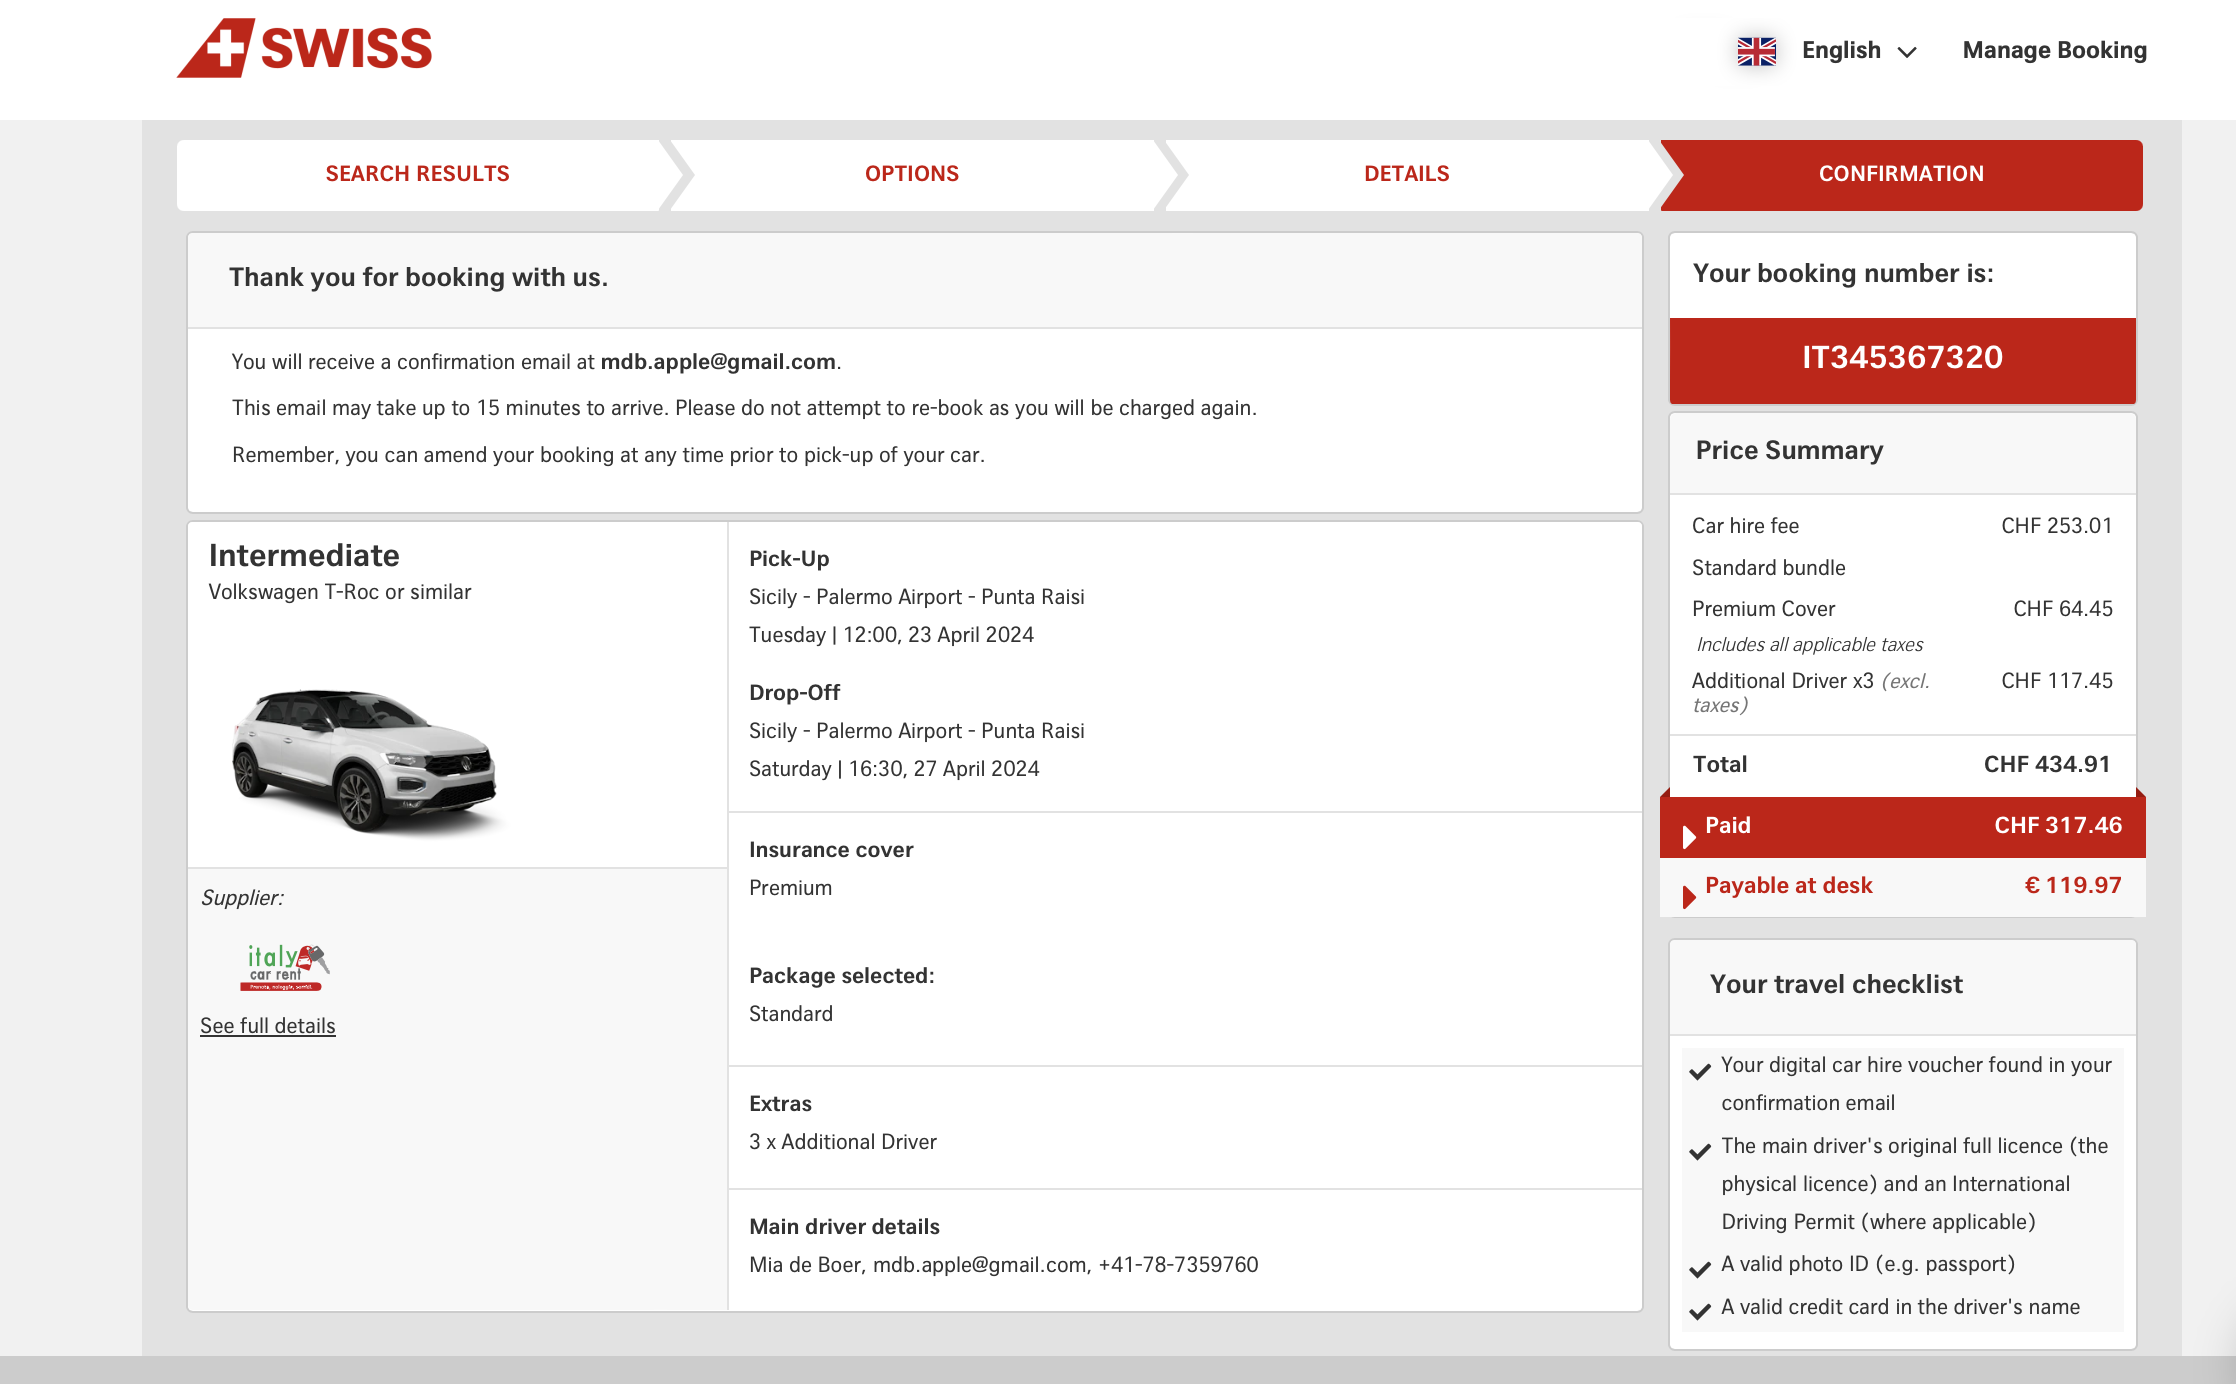 SWISS
English
Manage Booking
SEARCH RESULTS
OPTIONS
DETAILS
CONFIRMATION
Thank you for booking with us.
You will receive a confirmation email at mdb.apple@gmail.com.
This email may take up to 15 minutes to arrive. Please do not attempt to re-book as you will be charged again.
Remember, you can amend your booking at any time prior to pick-up of your car.
Intermediate
Volkswagen T-Roc or similar
Supplier:
italy
car rent
Prenota, noleggia, sorridi.
See full details
Pick-Up
Sicily - Palermo Airport - Punta Raisi
Tuesday | 12:00, 23 April 2024
Drop-Off
Sicily - Palermo Airport - Punta Raisi
Saturday | 16:30, 27 April 2024
Insurance cover
Premium
Package selected:
Standard
Extras
3 x Additional Driver
Main driver details
Mia de Boer, mdb.apple@gmail.com, +41-78-7359760
Your booking number is:
IT345367320
Price Summary
Car hire fee CHF 253.01
Standard bundle
Premium Cover CHF 64.45
Includes all applicable taxes
Additional Driver x3 (excl. CHF 117.45
taxes)
Total CHF 434.91
Paid CHF 317.46
Payable at desk € 119.97
Your travel checklist
Your digital car hire voucher found in your
confirmation email
The main driver's original full licence (the
physical licence) and an International
Driving Permit (where applicable)
A valid photo ID (e.g. passport)
A valid credit card in the driver's name